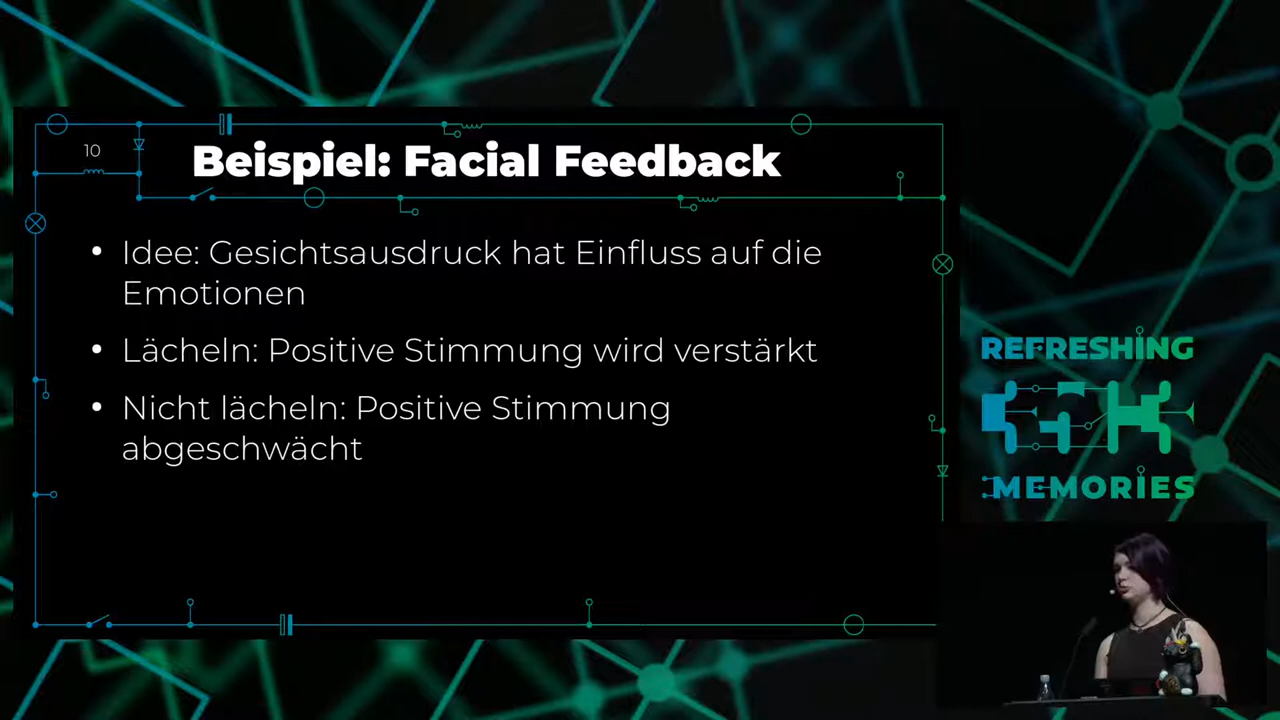 10
Beispiel: Facial Feedback
• Idee: Gesichtsausdruck hat Einfluss auf die
Emotionen
• Lächeln: Positive Stimmung wird verstärkt
• Nicht lächeln: Positive Stimmung
abgeschwächt
REFRESHING
MEMORIES